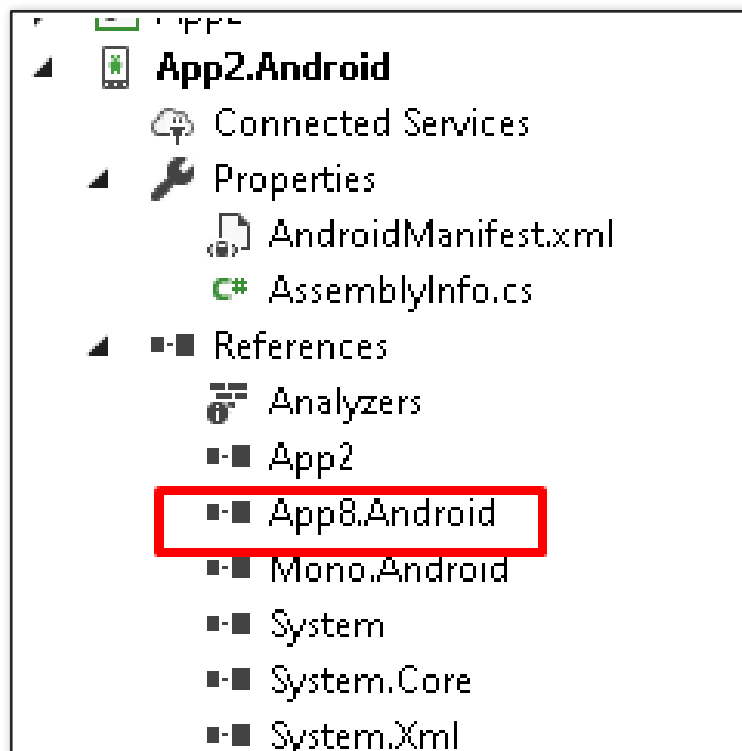 App2.Android
Connected Services
Properties
AndroidManifest.xml
C# AssemblyInfo.cs
References
Analyzers
App2
App8.Android
Mono.Android
System
System.Core
System.Xml